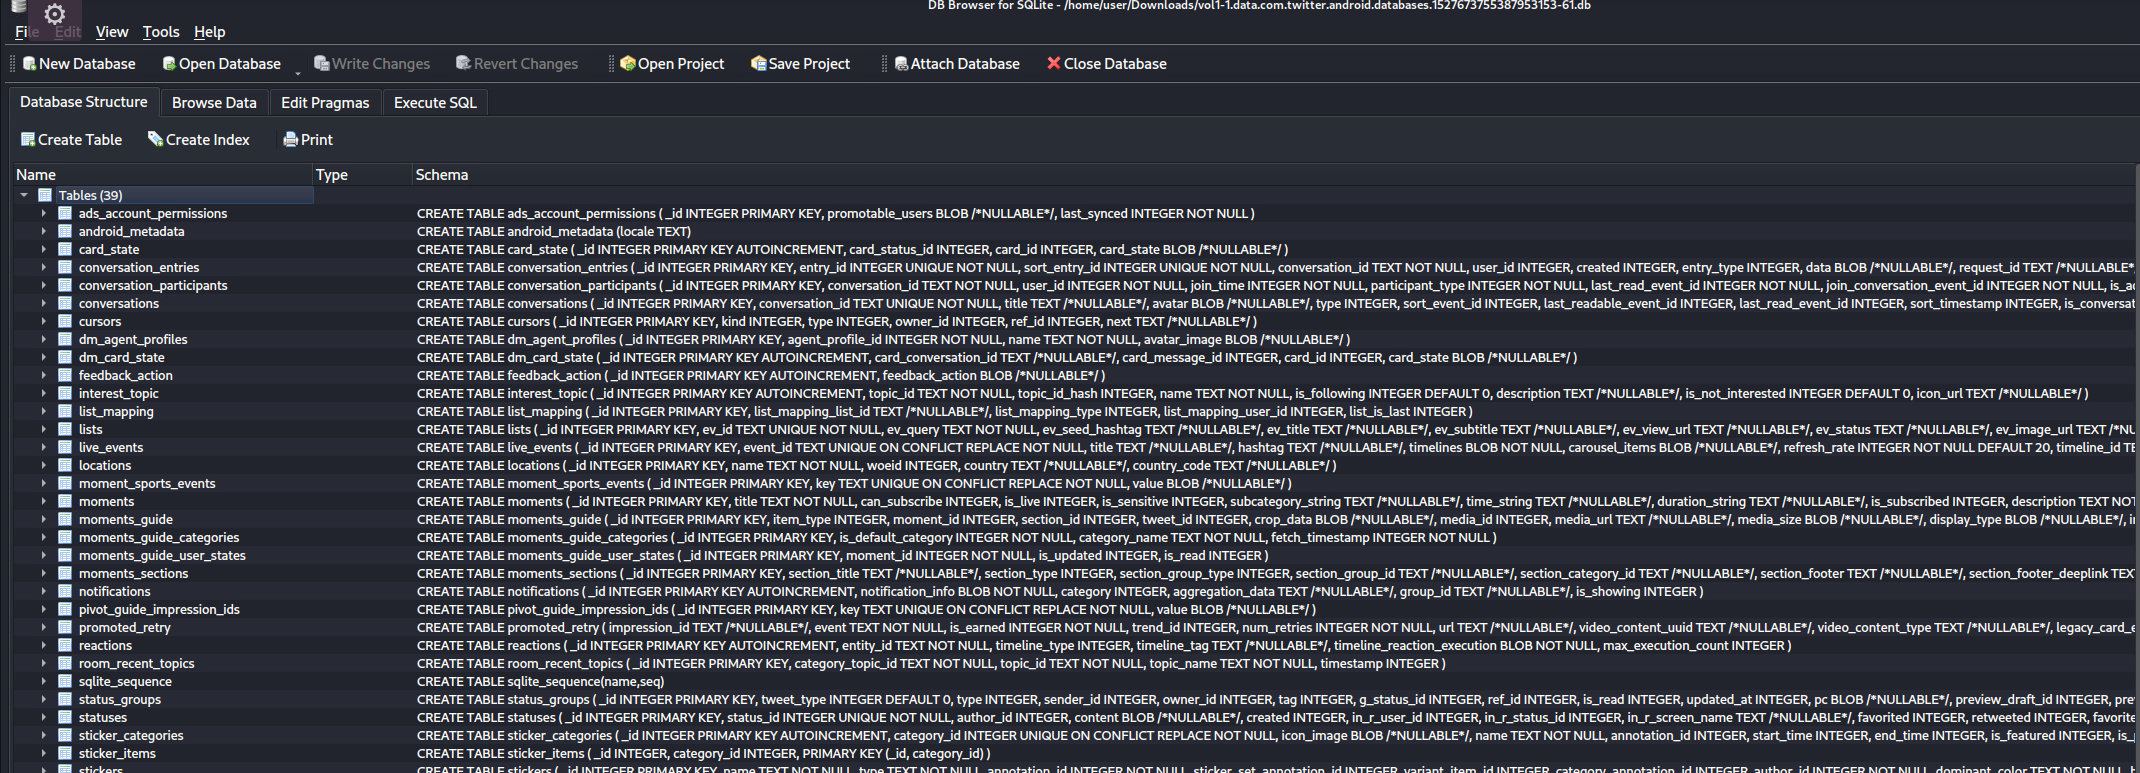 DB Browser for SQLite - /home/user/Downloads/vol1-1.data.com.twitter.android.databases.1527673755387953153-61.db
File Edit View Tools Help
New Database Open Database Write Changes Revert Changes Open Project Save Project Attach Database Close Database
Database Structure Browse Data Edit Pragmas Execute SQL
Create Table Create Index Print
Name Type Schema
Tables (39)
ads_account_permissions CREATE TABLE ads_account_permissions ( _id INTEGER PRIMARY KEY, promotable_users BLOB /*NULLABLE*/, last_synced INTEGER NOT NULL )
android_metadata CREATE TABLE android_metadata (locale TEXT)
card_state CREATE TABLE card_state ( _id INTEGER PRIMARY KEY AUTOINCREMENT, card_status_id INTEGER, card_id INTEGER, card_state BLOB /*NULLABLE*/ )
conversation_entries CREATE TABLE conversation_entries ( _id INTEGER PRIMARY KEY, entry_id INTEGER UNIQUE NOT NULL, sort_entry_id INTEGER UNIQUE NOT NULL, conversation_id TEXT NOT NULL, user_id INTEGER, created INTEGER, entry_type INTEGER, data BLOB /*NULLABLE*/, request_id TEXT /*NULLABLE*
conversation_participants CREATE TABLE conversation_participants ( _id INTEGER PRIMARY KEY, conversation_id TEXT NOT NULL, user_id INTEGER NOT NULL, join_time INTEGER NOT NULL, participant_type INTEGER NOT NULL, last_read_event_id INTEGER NOT NULL, join_conversation_event_id INTEGER NOT NULL, is_ac
conversations CREATE TABLE conversations ( _id INTEGER PRIMARY KEY, conversation_id TEXT UNIQUE NOT NULL, title TEXT /*NULLABLE*/, avatar BLOB /*NULLABLE*/, type INTEGER, sort_event_id INTEGER, last_readable_event_id INTEGER, last_read_event_id INTEGER, sort_timestamp INTEGER, is_conversat
cursors CREATE TABLE cursors ( _id INTEGER PRIMARY KEY, kind INTEGER, type INTEGER, owner_id INTEGER, ref_id INTEGER, next TEXT /*NULLABLE*/ )
dm_agent_profiles CREATE TABLE dm_agent_profiles ( _id INTEGER PRIMARY KEY, agent_profile_id INTEGER NOT NULL, name TEXT NOT NULL, avatar_image BLOB /*NULLABLE*/ )
dm_card_state CREATE TABLE dm_card_state ( _id INTEGER PRIMARY KEY AUTOINCREMENT, card_conversation_id TEXT /*NULLABLE*/, card_message_id INTEGER, card_id INTEGER, card_state BLOB /*NULLABLE*/ )
feedback_action CREATE TABLE feedback_action ( _id INTEGER PRIMARY KEY AUTOINCREMENT, feedback_action BLOB /*NULLABLE*/ )
interest_topic CREATE TABLE interest_topic ( _id INTEGER PRIMARY KEY AUTOINCREMENT, topic_id TEXT NOT NULL, topic_id_hash INTEGER, name TEXT NOT NULL, is_following INTEGER DEFAULT 0, description TEXT /*NULLABLE*/, is_not_interested INTEGER DEFAULT 0, icon_url TEXT /*NULLABLE*/ )
list_mapping CREATE TABLE list_mapping ( _id INTEGER PRIMARY KEY, list_mapping_list_id TEXT /*NULLABLE*/, list_mapping_type INTEGER, list_mapping_user_id INTEGER, list_is_last INTEGER )
lists CREATE TABLE lists ( _id INTEGER PRIMARY KEY, ev_id TEXT UNIQUE NOT NULL, ev_query TEXT NOT NULL, ev_seed_hashtag TEXT /*NULLABLE*/, ev_title TEXT /*NULLABLE*/, ev_subtitle TEXT /*NULLABLE*/, ev_view_url TEXT /*NULLABLE*/, ev_status TEXT /*NULLABLE*/, ev_image_url TEXT /*NU
live_events CREATE TABLE live_events ( _id INTEGER PRIMARY KEY, event_id TEXT UNIQUE ON CONFLICT REPLACE NOT NULL, title TEXT /*NULLABLE*/, hashtag TEXT /*NULLABLE*/, timelines BLOB NOT NULL, carousel_items BLOB /*NULLABLE*/, refresh_rate INTEGER NOT NULL DEFAULT 20, timeline_id TE
locations CREATE TABLE locations ( _id INTEGER PRIMARY KEY, name TEXT NOT NULL, woeid INTEGER, country TEXT /*NULLABLE*/, country_code TEXT /*NULLABLE*/ )
moment_sports_events CREATE TABLE moment_sports_events ( _id INTEGER PRIMARY KEY, key TEXT UNIQUE ON CONFLICT REPLACE NOT NULL, value BLOB /*NULLABLE*/ )
moments CREATE TABLE moments ( _id INTEGER PRIMARY KEY, title TEXT NOT NULL, can_subscribe INTEGER, is_live INTEGER, is_sensitive INTEGER, subcategory_string TEXT /*NULLABLE*/, time_string TEXT /*NULLABLE*/, duration_string TEXT /*NULLABLE*/, is_subscribed INTEGER, description TEXT NOT
moments_guide CREATE TABLE moments_guide ( _id INTEGER PRIMARY KEY, item_type INTEGER, moment_id INTEGER, section_id INTEGER, tweet_id INTEGER, crop_data BLOB /*NULLABLE*/, media_id INTEGER, media_url TEXT /*NULLABLE*/, media_size BLOB /*NULLABLE*/, display_type BLOB /*NULLABLE*/, ir
moments_guide_categories CREATE TABLE moments_guide_categories ( _id INTEGER PRIMARY KEY, is_default_category INTEGER NOT NULL, category_name TEXT NOT NULL, fetch_timestamp INTEGER NOT NULL )
moments_guide_user_states CREATE TABLE moments_guide_user_states ( _id INTEGER PRIMARY KEY, moment_id INTEGER NOT NULL, is_updated INTEGER, is_read INTEGER )
moments_sections CREATE TABLE moments_sections ( _id INTEGER PRIMARY KEY, section_title TEXT /*NULLABLE*/, section_type INTEGER, section_group_type INTEGER, section_group_id TEXT /*NULLABLE*/, section_category_id TEXT /*NULLABLE*/, section_footer TEXT /*NULLABLE*/, section_footer_deeplink TEXT
notifications CREATE TABLE notifications ( _id INTEGER PRIMARY KEY AUTOINCREMENT, notification_info BLOB NOT NULL, category INTEGER, aggregation_data TEXT /*NULLABLE*/, group_id TEXT /*NULLABLE*/, is_showing INTEGER )
pivot_guide_impression_ids CREATE TABLE pivot_guide_impression_ids ( _id INTEGER PRIMARY KEY, key TEXT UNIQUE ON CONFLICT REPLACE NOT NULL, value BLOB /*NULLABLE*/ )
promoted_retry CREATE TABLE promoted_retry ( impression_id TEXT /*NULLABLE*/, event TEXT NOT NULL, is_earned INTEGER NOT NULL, trend_id INTEGER, num_retries INTEGER NOT NULL, url TEXT /*NULLABLE*/, video_content_uuid TEXT /*NULLABLE*/, video_content_type TEXT /*NULLABLE*/, legacy_card_e
reactions CREATE TABLE reactions ( _id INTEGER PRIMARY KEY AUTOINCREMENT, entity_id TEXT NOT NULL, timeline_type INTEGER, timeline_tag TEXT /*NULLABLE*/, timeline_reaction_execution BLOB NOT NULL, max_execution_count INTEGER )
room_recent_topics CREATE TABLE room_recent_topics ( _id INTEGER PRIMARY KEY, category_topic_id TEXT NOT NULL, topic_id TEXT NOT NULL, topic_name TEXT NOT NULL, timestamp INTEGER )
sqlite_sequence CREATE TABLE sqlite_sequence(name,seq)
status_groups CREATE TABLE status_groups ( _id INTEGER PRIMARY KEY, tweet_type INTEGER DEFAULT 0, type INTEGER, sender_id INTEGER, owner_id INTEGER, tag INTEGER, g_status_id INTEGER, ref_id INTEGER, is_read INTEGER, updated_at INTEGER, pc BLOB /*NULLABLE*/, preview_draft_id INTEGER, pre
statuses CREATE TABLE statuses ( _id INTEGER PRIMARY KEY, status_id INTEGER UNIQUE NOT NULL, author_id INTEGER, content BLOB /*NULLABLE*/, created INTEGER, in_r_user_id INTEGER, in_r_status_id INTEGER, in_r_screen_name TEXT /*NULLABLE*/, favorited INTEGER, retweeted INTEGER, favorite
sticker_categories CREATE TABLE sticker_categories ( _id INTEGER PRIMARY KEY AUTOINCREMENT, category_id INTEGER UNIQUE ON CONFLICT REPLACE NOT NULL, icon_image BLOB /*NULLABLE*/, name TEXT NOT NULL, annotation_id INTEGER, start_time INTEGER, end_time INTEGER, is_featured INTEGER, is_
sticker_items CREATE TABLE sticker_items ( _id INTEGER, category_id INTEGER, PRIMARY KEY (_id, category_id) )
stickers CREATE TABLE stickers ( _id INTEGER PRIMARY KEY, name TEXT NOT NULL, type TEXT NOT NULL, annotation_id INTEGER NOT NULL, sticker_set_annotation_id INTEGER, variant_item_id INTEGER, category_annotation_id INTEGER, author_id INTEGER NOT NULL, dominant_color TEXT NOT NULL,